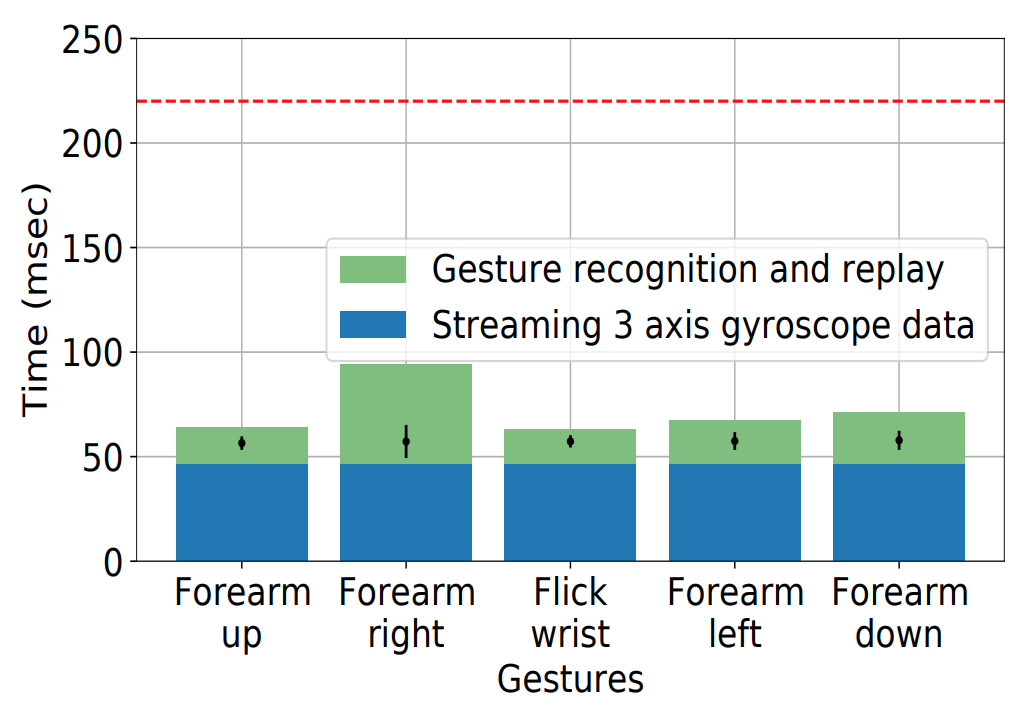 250
200
150
100
50
0
Time (msec)
Gesture recognition and replay
Streaming 3 axis gyroscope data
Forearm up
Forearm right
Flick wrist
Forearm left
Forearm down
Gestures